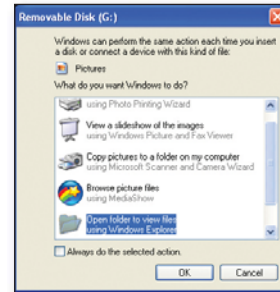 Removable Disk (G:)
Windows can perform the same action each time you insert
a disk or connect a device with this kind of file:
Pictures
What do you want Windows to do?
using Photo Printing Wizard
View a slideshow of the images
using Windows Picture and Fax Viewer
Copy pictures to a folder on my computer
using Microsoft Scanner and Camera Wizard
Browse picture files
using MediaShow
Open folder to view files
using Windows Explorer
Always do the selected action.
OK
Cancel